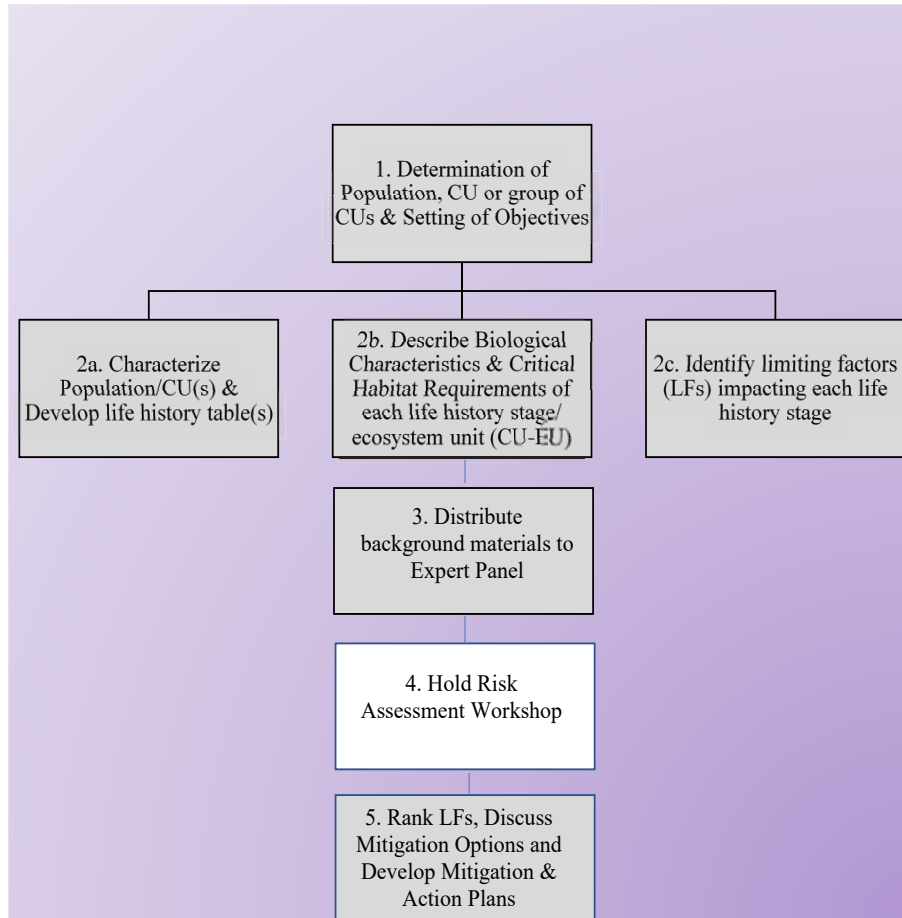 1. Determination of
Population, CU or group of
CUs & Setting of Objectives
2a. Characterize
Population/CU(s) &
Develop life history table(s)
2b. Describe Biological
Characteristics & Critical
Habitat Requirements of
each life history stage/
ecosystem unit (CU-EU)
2c. Identify limiting factors
(LFs) impacting each life
history stage
3. Distribute
background materials to
Expert Panel
4. Hold Risk
Assessment Workshop
5. Rank LFs, Discuss
Mitigation Options and
Develop Mitigation &
Action Plans